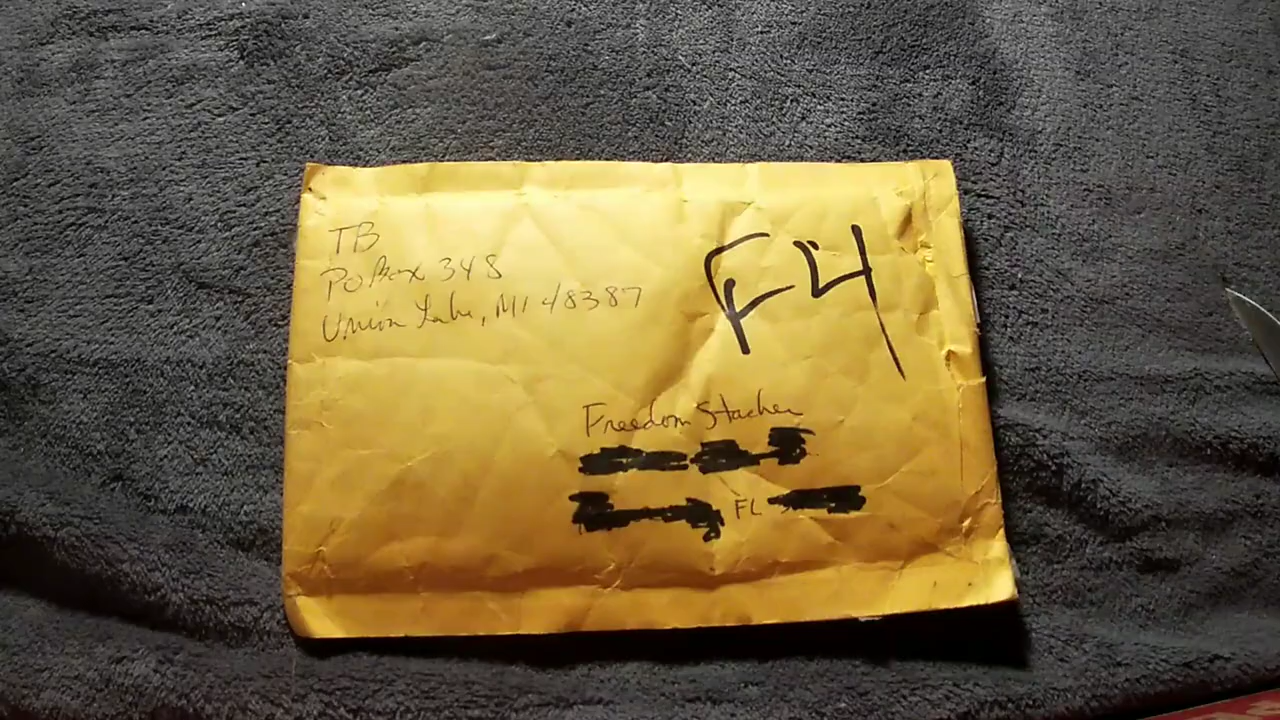 TB
PO Box 348
Union Lake, MI 48387
F4
Freedom Stacker
FL